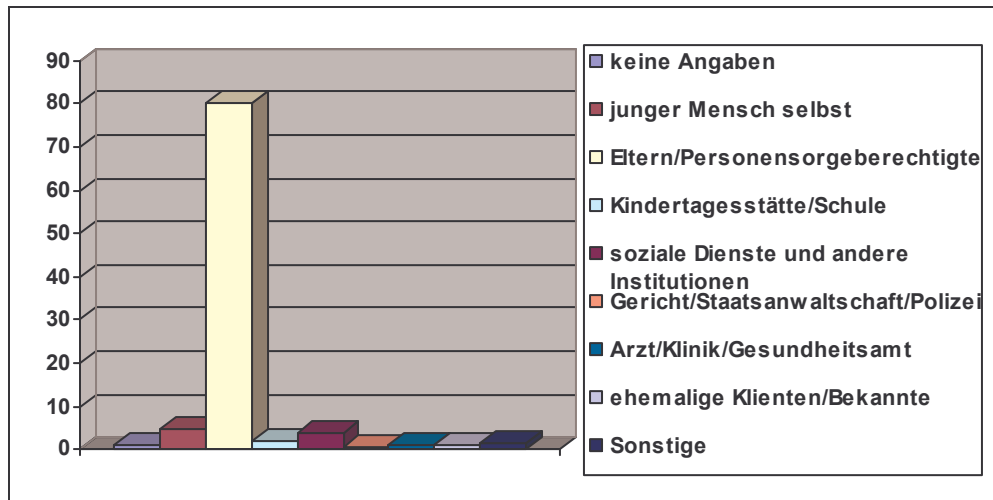 90
80
70
60
50
40
30
20
10
0
keine Angaben
junger Mensch selbst
Eltern/Personensorgeberechtigte
Kindertagesstätte/Schule
soziale Dienste und andere
Institutionen
Gericht/Staatsanwaltschaft/Polizei
Arzt/Klinik/Gesundheitsamt
ehemalige Klienten/Bekannte
Sonstige